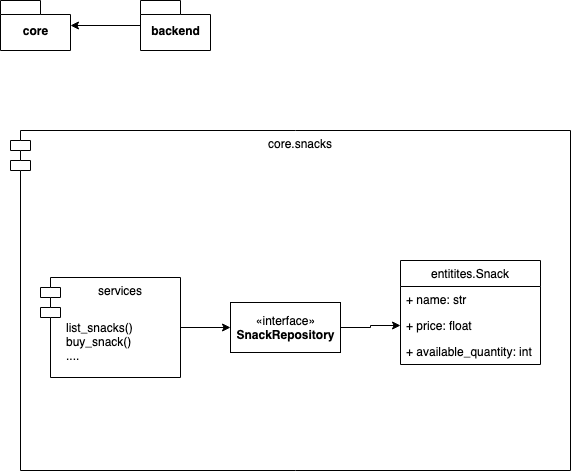 core
backend
core.snacks
services
list_snacks()
buy_snack()
....
«interface»
SnackRepository
entitites.Snack
+ name: str
+ price: float
+ available_quantity: int